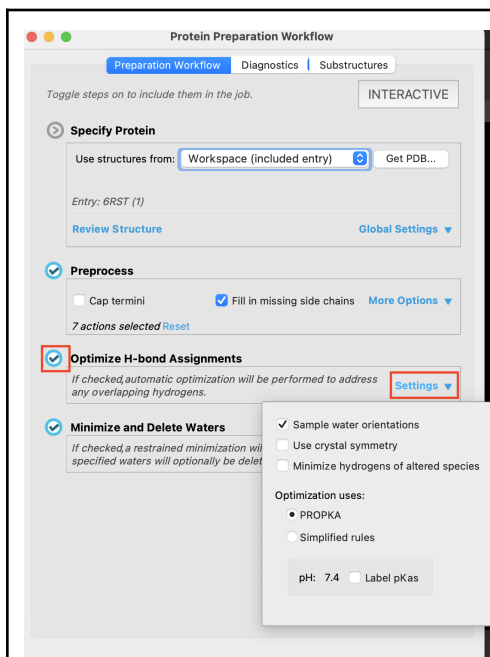 Protein Preparation Workflow
Preparation Workflow Diagnostics Substructures
Toggle steps on to include them in the job.
INTERACTIVE
Specify Protein
Use structures from: Workspace (included entry) Get PDB...
Entry: 6RST (1)
Review Structure Global Settings
Preprocess
Cap termini Fill in missing side chains More Options
7 actions selected Reset
Optimize H-bond Assignments
If checked,automatic optimization will be performed to address
any overlapping hydrogens.
Settings
Minimize and Delete Waters
If checked,a restrained minimization wil
specified waters will optionally be delet
Sample water orientations
Use crystal symmetry
Minimize hydrogens of altered species
Optimization uses:
PROPKA
Simplified rules
pH: 7.4 Label pKas